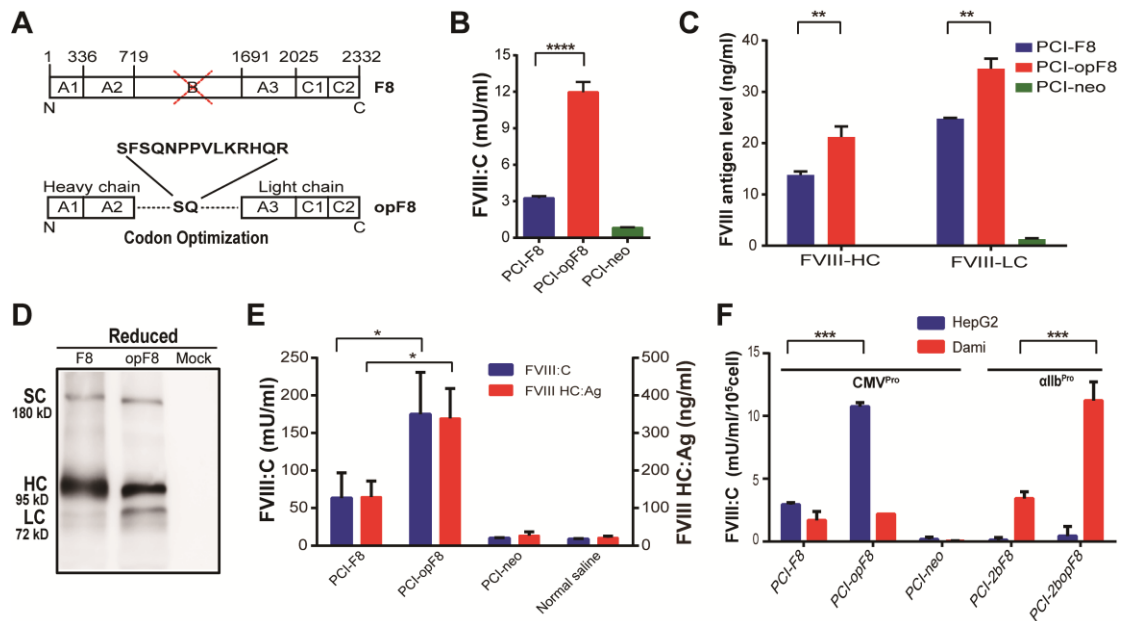 A
1 336 719 1691 2025 2332
A1 A2 B A3 C1 C2 F8
N C
SFSQNPPVLKRHQR
Heavy chain Light chain
A1 A2 SQ A3 C1 C2 opF8
N C
Codon Optimization
B
****
FVIII:C (mU/ml)
15
12
9
6
3
0
PCI-F8
PCI-opF8
PCI-neo
C
** **
PCI-F8
PCI-opF8
PCI-neo
FVIII antigen level (ng/ml)
40
30
20
10
0
FVIII-HC FVIII-LC
D
Reduced
F8 opF8 Mock
SC
180 kD
HC
95 kD
LC
72 kD
E
*
*
FVIII:C
FVIII HC:Ag
FVIII:C (mU/ml)
250
200
150
100
50
0
FVIII HC:Ag (ng/ml)
500
400
300
200
100
0
PCI-F8
PCI-opF8
PCI-neo
Normal saline
F
HepG2
Dami
*** ***
CMVPro αIIbPro
FVIII:C (mU/ml/10⁶cell)
15
10
5
0
PCI-F8
PCI-opF8
PCI-neo
PCI-2bF8
PCI-2bopF8